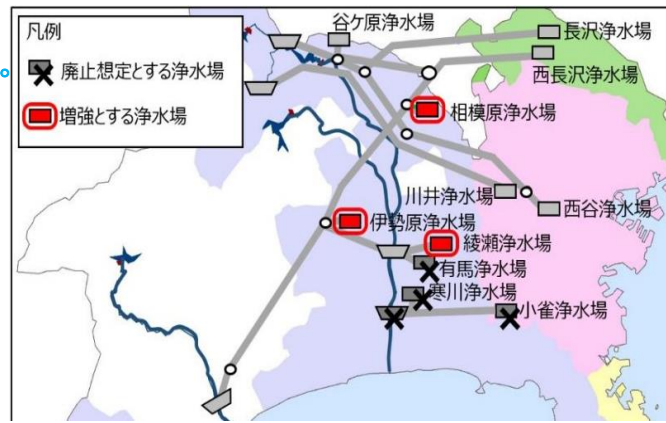 凡例
廃止想定とする浄水場
増強とする浄水場
谷ケ原浄水場
長沢浄水場
西長沢浄水場
相模原浄水場
川井浄水場
西谷浄水場
伊勢原浄水場
綾瀬浄水場
有馬浄水場
寒川浄水場
小雀浄水場